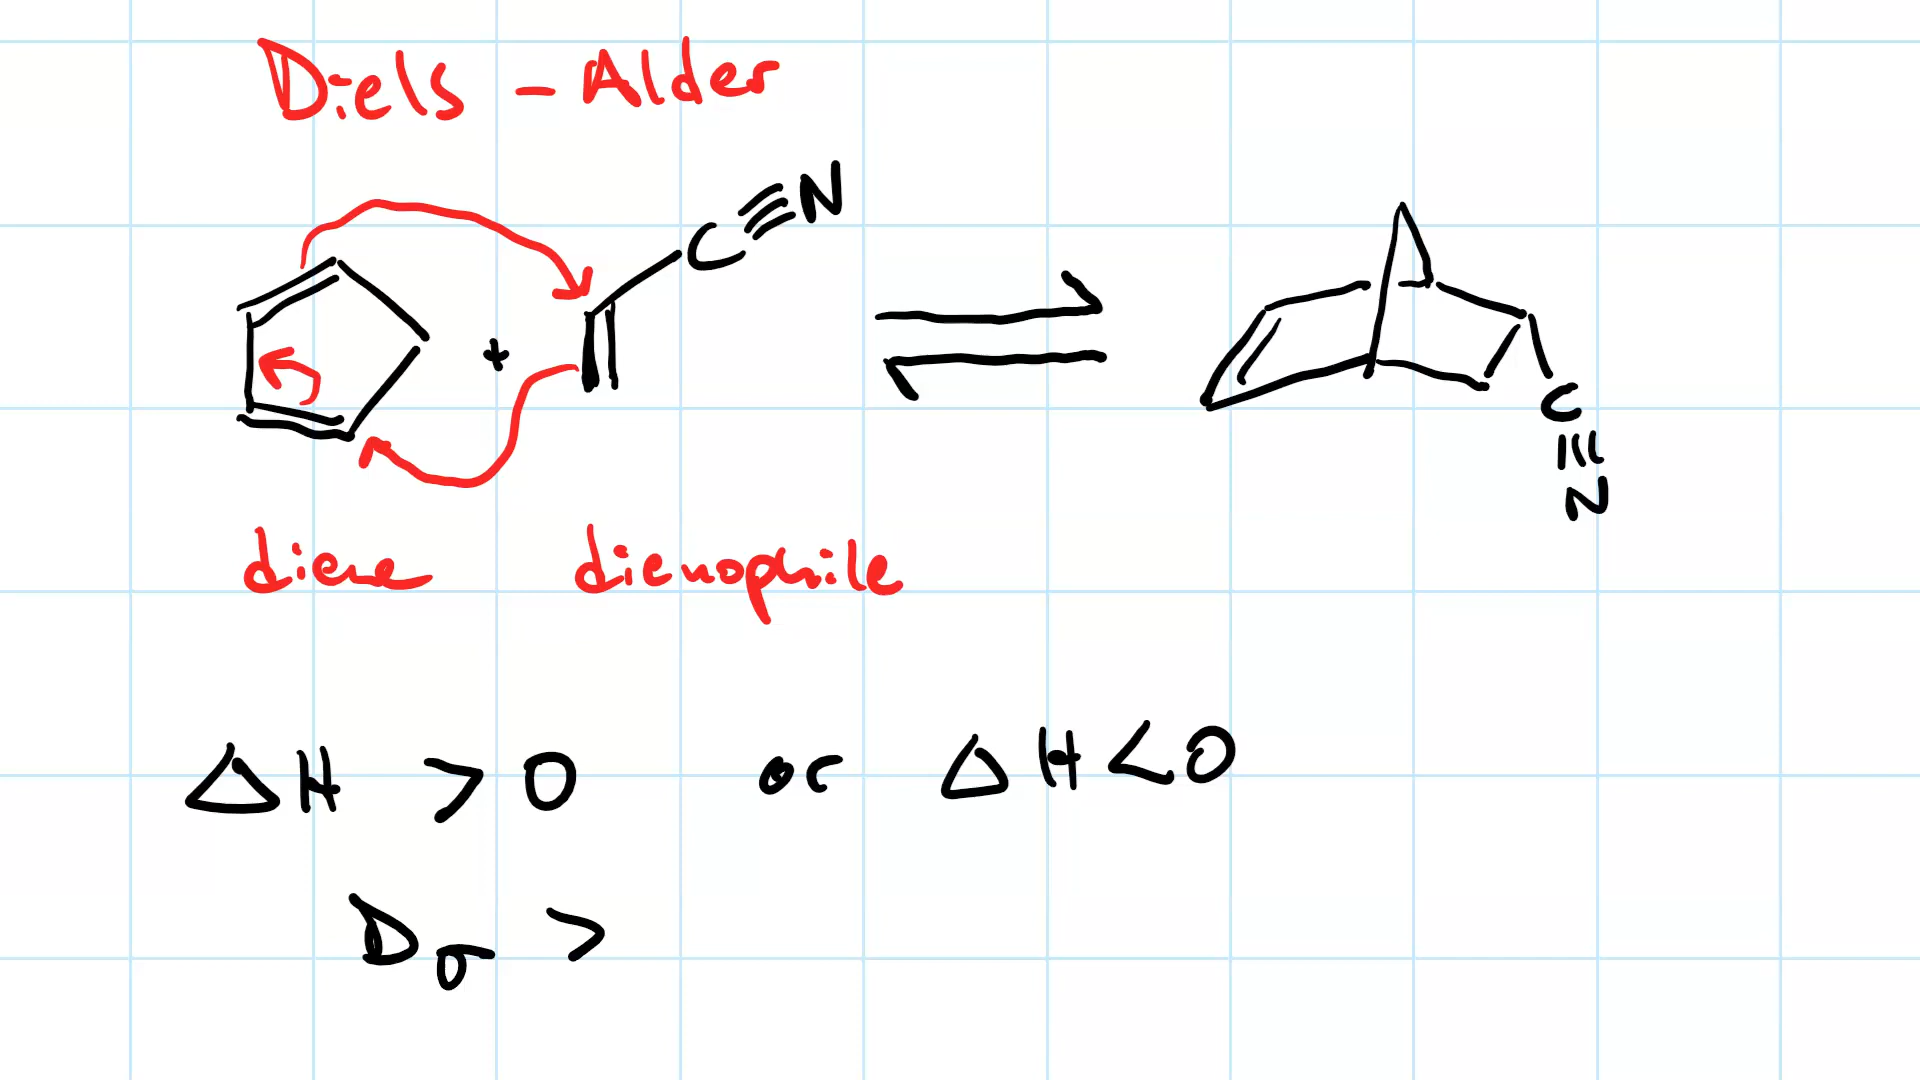 Diels - Alder
C≡N
+ ⇌
C
≡
N
diene dienophile
ΔH > 0 or ΔH < 0
Dσ >